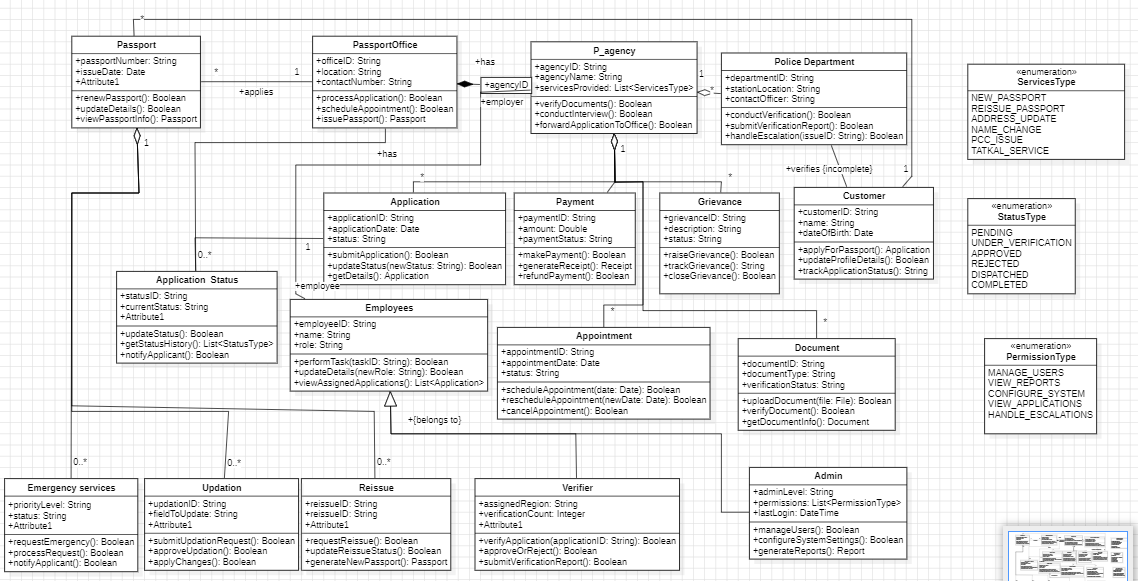 *
Passport
+passportNumber: String
+issueDate: Date
+Attribute1
+renewPassport(): Boolean
+updateDetails(): Boolean
+viewPassportInfo(): Passport
1
*
1
+applies
PassportOffice
+officeID: String
+location: String
+contactNumber: String
+processApplication(): Boolean
+scheduleAppointment(): Boolean
+issuePassport(): Passport
+has
+agencyID
+employer
+has
P_agency
+agencyID: String
+agencyName: String
+servicesProvided: List<ServicesType>
+verifyDocuments(): Boolean
+conductInterview(): Boolean
+forwardApplicationToOffice(): Boolean
1
1
*
Police Department
+departmentID: String
+stationLocation: String
+contactOfficer: String
+conductVerification(): Boolean
+submitVerificationReport(): Boolean
+handleEscalation(issueID: String): Boolean
+verifies {incomplete}
1
«enumeration»
ServicesType
NEW_PASSPORT
REISSUE_PASSPORT
ADDRESS_UPDATE
NAME_CHANGE
PCC_ISSUE
TATKAL_SERVICE
*
Application
+applicationID: String
+applicationDate: Date
+status: String
+submitApplication(): Boolean
+updateStatus(newStatus: String): Boolean
+getDetails(): Application
Payment
+paymentID: String
+amount: Double
+paymentStatus: String
+makePayment(): Boolean
+generateReceipt(): Receipt
+refundPayment(): Boolean
*
Grievance
+grievanceID: String
+description: String
+status: String
+raiseGrievance(): Boolean
+trackGrievance(): String
+closeGrievance(): Boolean
Customer
+customerID: String
+name: String
+dateOfBirth: Date
+applyForPassport(): Application
+updateProfileDetails(): Boolean
+trackApplicationStatus(): String
«enumeration»
StatusType
PENDING
UNDER_VERIFICATION
APPROVED
REJECTED
DISPATCHED
COMPLETED
0..*
1
Application Status
+statusID: String
+currentStatus: String
+Attribute1
+updateStatus(): Boolean
+getStatusHistory(): List<StatusType>
+notifyApplicant(): Boolean
+employee
Employees
+employeeID: String
+name: String
+role: String
+performTask(taskID: String): Boolean
+updateDetails(newRole: String): Boolean
+viewAssignedApplications(): List<Application>
*
Appointment
+appointmentID: String
+appointmentDate: Date
+status: String
+scheduleAppointment(date: Date): Boolean
+rescheduleAppointment(newDate: Date): Boolean
+cancelAppointment(): Boolean
*
Document
+documentID: String
+documentType: String
+verificationStatus: String
+uploadDocument(file: File): Boolean
+verifyDocument(): Boolean
+getDocumentInfo(): Document
«enumeration»
PermissionType
MANAGE_USERS
VIEW_REPORTS
CONFIGURE_SYSTEM
VIEW_APPLICATIONS
HANDLE_ESCALATIONS
+{belongs to}
0..*
0..*
0..*
Emergency services
+priorityLevel: String
+status: String
+Attribute1
+requestEmergency(): Boolean
+processRequest(): Boolean
+notifyApplicant(): Boolean
Updation
+updationID: String
+fieldToUpdate: String
+Attribute1
+submitUpdationRequest(): Boolean
+approveUpdation(): Boolean
+applyChanges(): Boolean
Reissue
+reissueID: String
+reissueID: String
+Attribute1
+requestReissue(): Boolean
+updateReissueStatus(): Boolean
+generateNewPassport(): Passport
Verifier
+assignedRegion: String
+verificationCount: Integer
+Attribute1
+verifyApplication(applicationID: String): Boolean
+approveOrReject(): Boolean
+submitVerificationReport(): Boolean
Admin
+adminLevel: String
+permissions: List<PermissionType>
+lastLogin: DateTime
+manageUsers(): Boolean
+configureSystemSettings(): Boolean
+generateReports(): Report